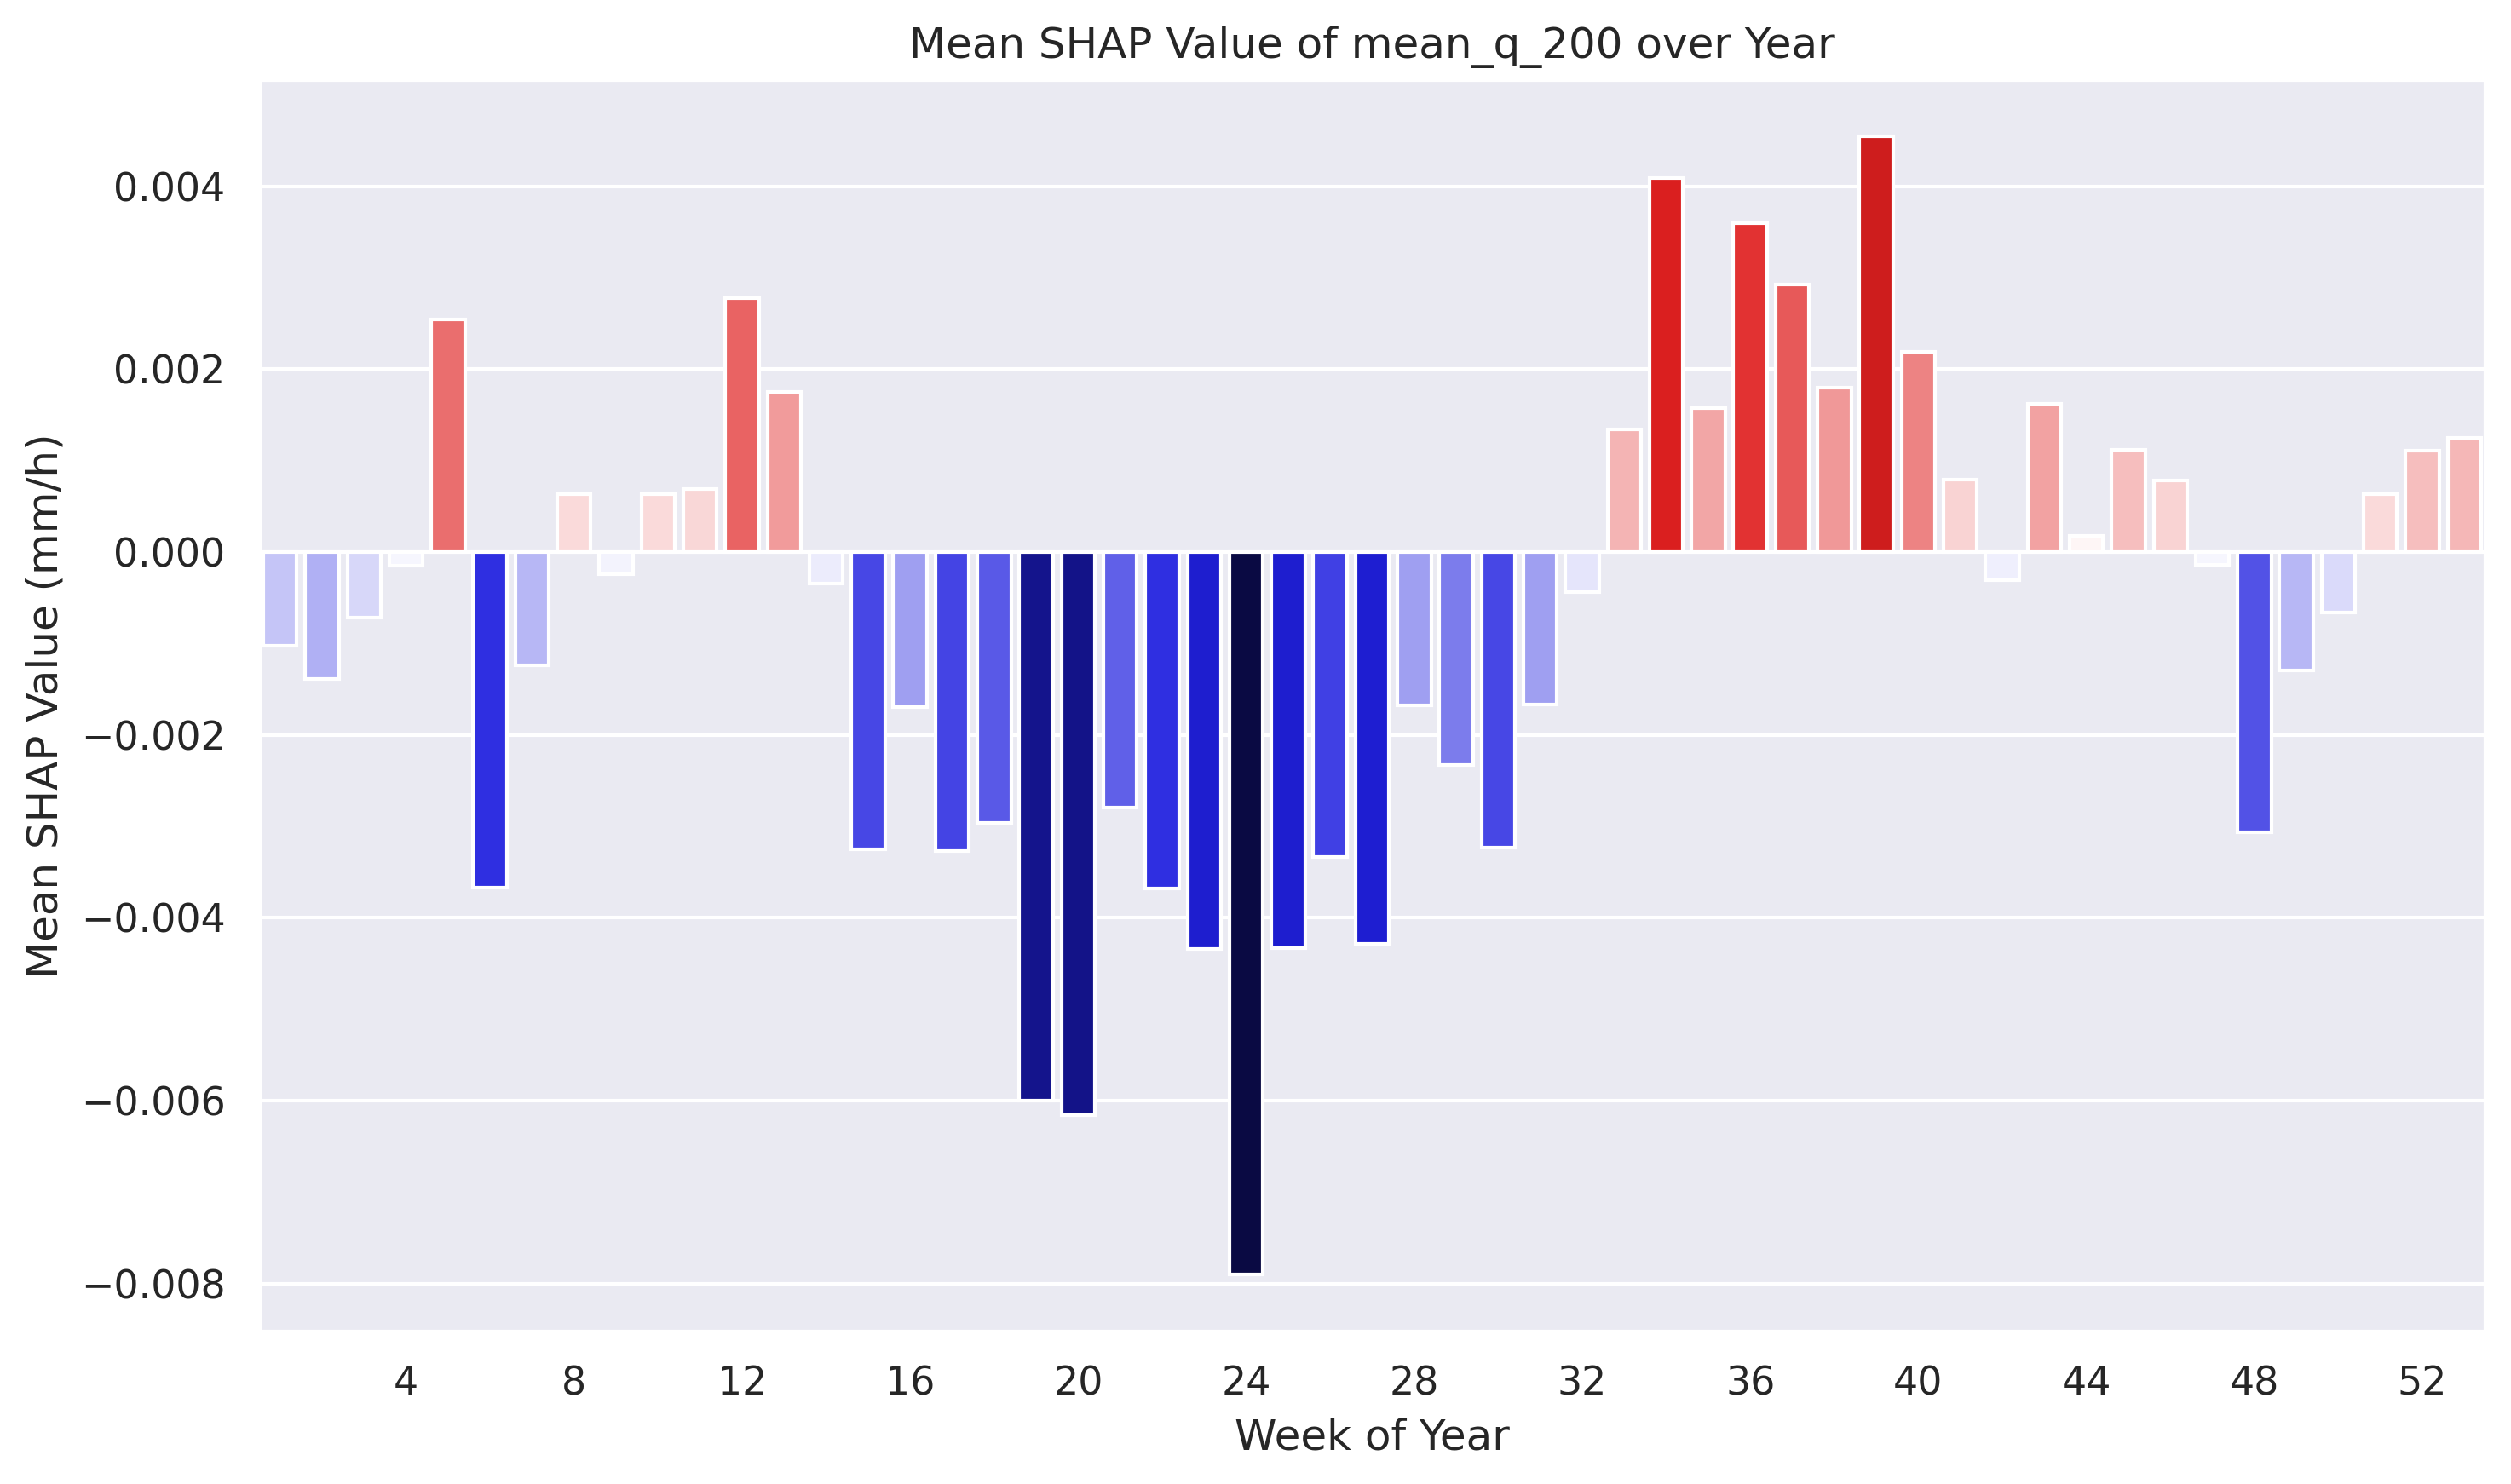 Mean SHAP Value of mean_q_200 over Year
Mean SHAP Value (mm/h)
0.004
0.002
0.000
−0.002
−0.004
−0.006
−0.008
4 8 12 16 20 24 28 32 36 40 44 48 52
Week of Year